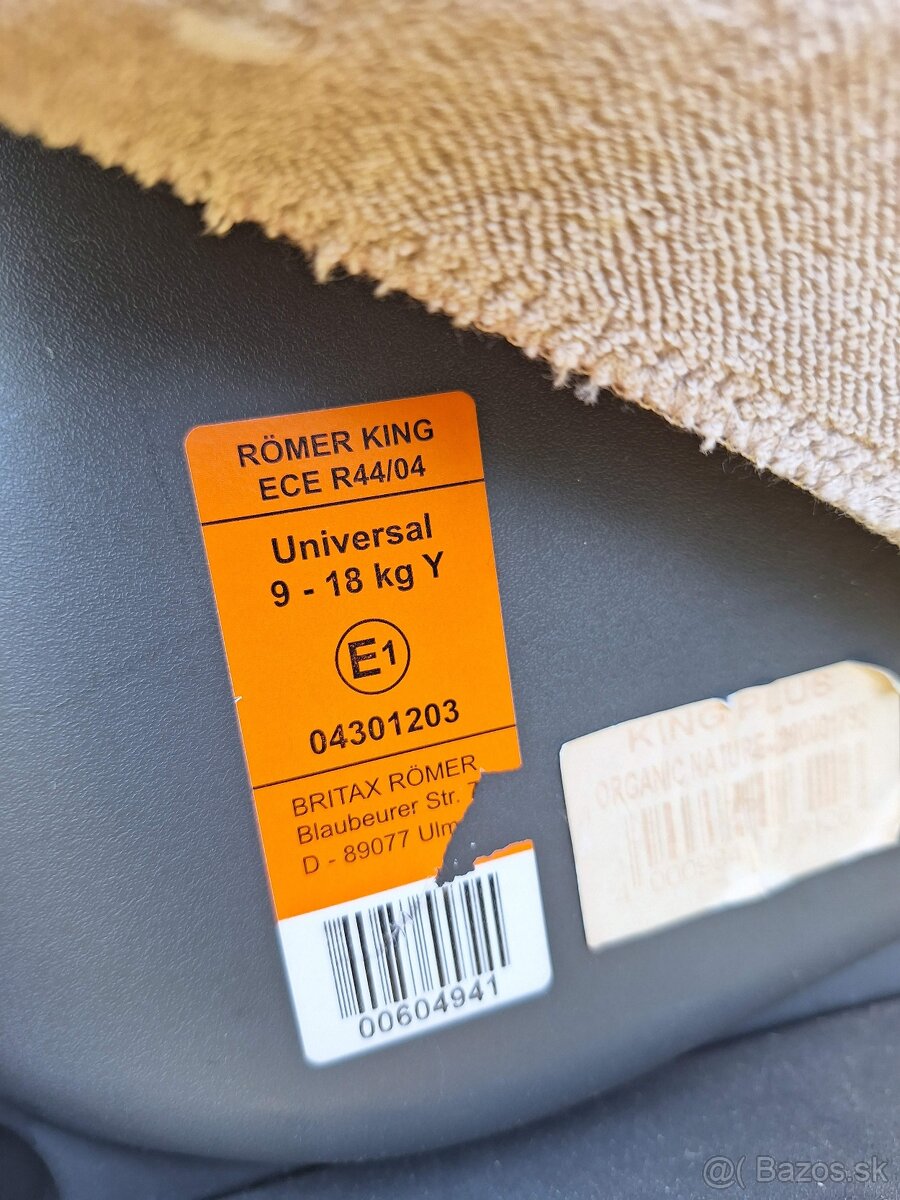 RÖMER KING
ECE R44/04
Universal
9 - 18 kg Y
E1
04301203
BRITAX RÖMER
Blaubeurer Str.
D - 89077 Ulm
00604941
KING PLUS
ORGANIC
@( Bazos.sk